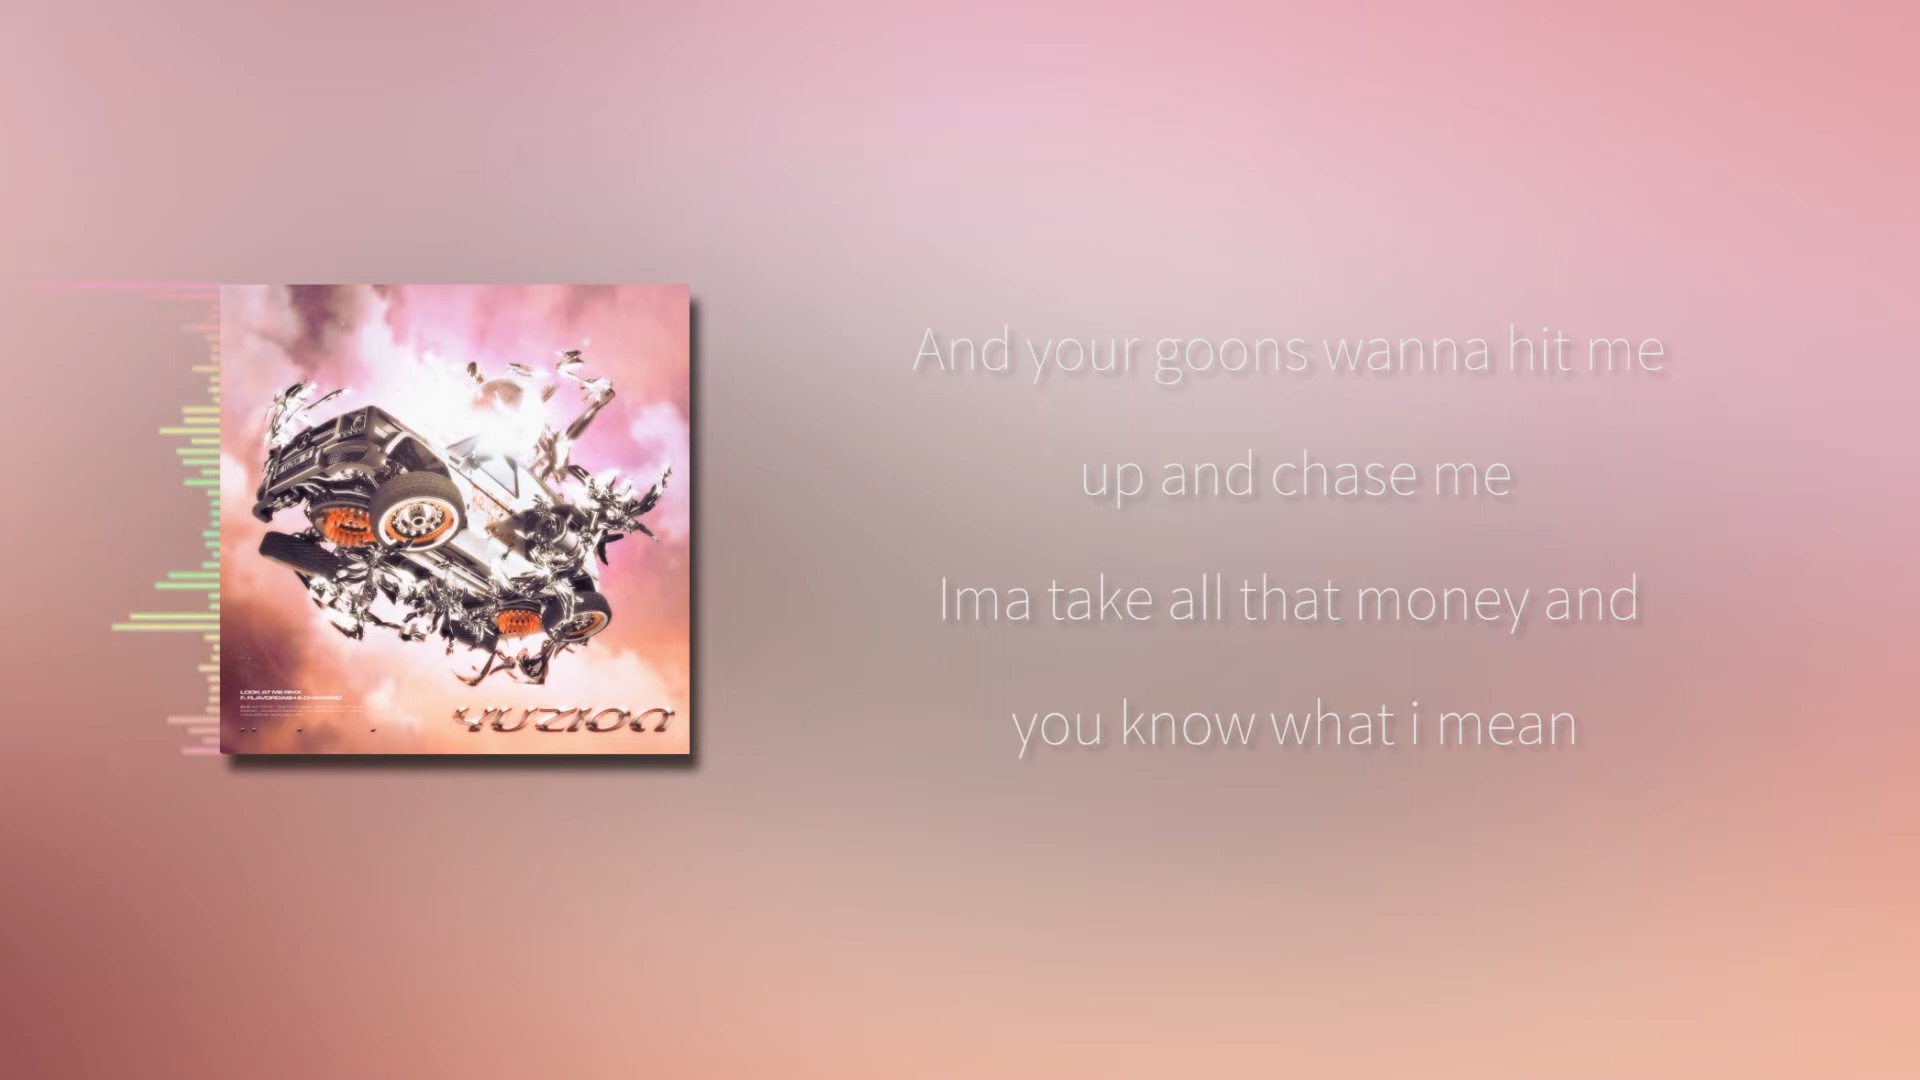 And your goons wanna hit me
up and chase me
Ima take all that money and
you know what i mean
LOOK AT ME RMX
YUZION